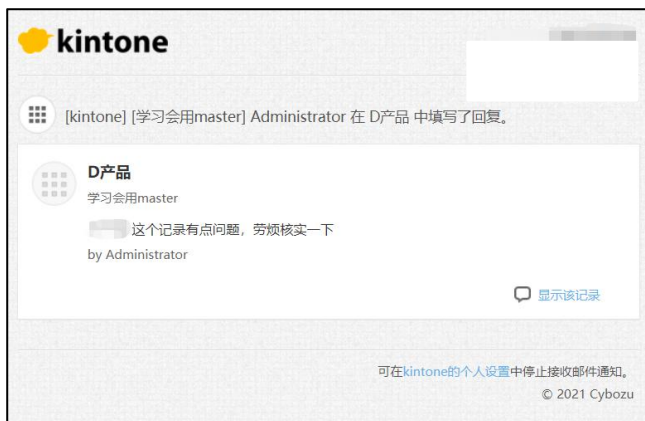 kintone
[kintone] [学习会用master] Administrator 在 D产品 中填写了回复。
D产品
学习会用master
这个记录有点问题，劳烦核实一下
by Administrator
显示该记录
可在kintone的个人设置中停止接收邮件通知。
© 2021 Cybozu